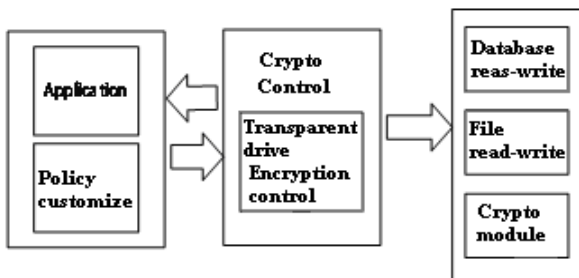 Application
Policy
customize
Crypto
Control
Transparent
drive
Encryption
control
Database
reas-write
File
read-write
Crypto
module